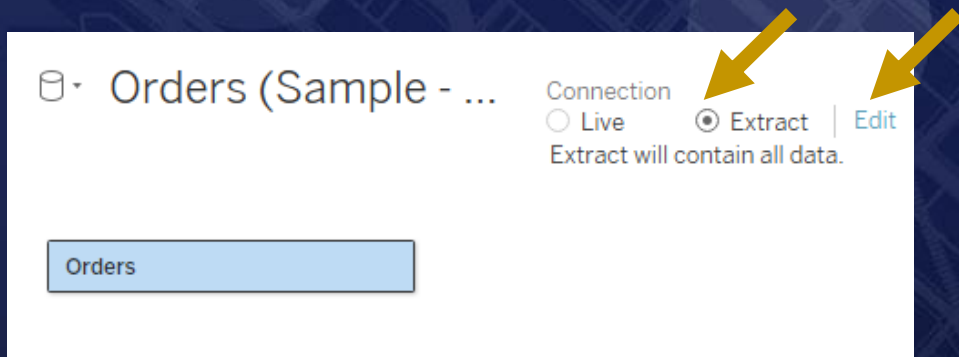 Orders (Sample - ...
Connection
Live Extract Edit
Extract will contain all data.
Orders